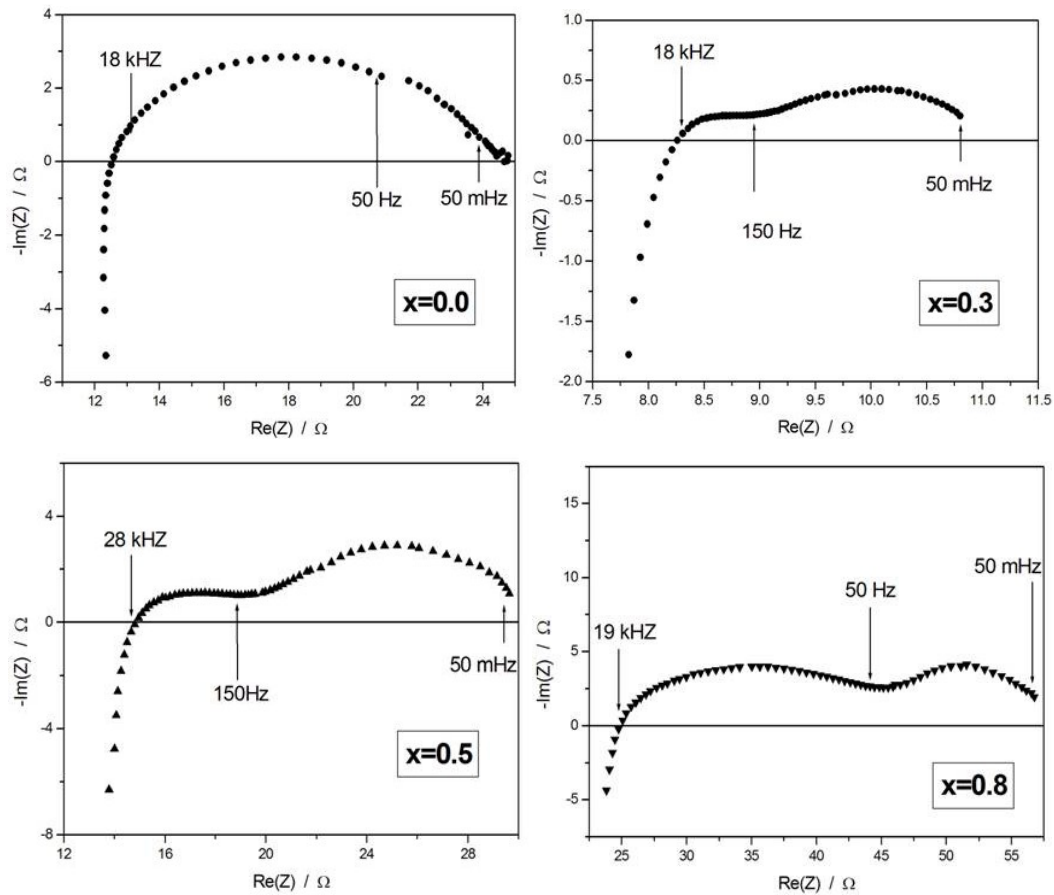 -Im(Z) / Ω
4
2
0
-2
-4
-6
18 kHZ
50 Hz
50 mHz
x=0.0
12 14 16 18 20 22 24
Re(Z) / Ω
-Im(Z) / Ω
1.0
0.5
0.0
-0.5
-1.0
-1.5
-2.0
18 kHZ
150 Hz
50 mHz
x=0.3
7.5 8.0 8.5 9.0 9.5 10.0 10.5 11.0 11.5
Re(Z) / Ω
-Im(Z) / Ω
4
0
-4
-8
28 kHZ
150Hz
50 mHz
x=0.5
12 16 20 24 28
Re(Z) / Ω
-Im(Z) / Ω
15
10
5
0
-5
19 kHZ
50 Hz
50 mHz
x=0.8
25 30 35 40 45 50 55
Re(Z) / Ω